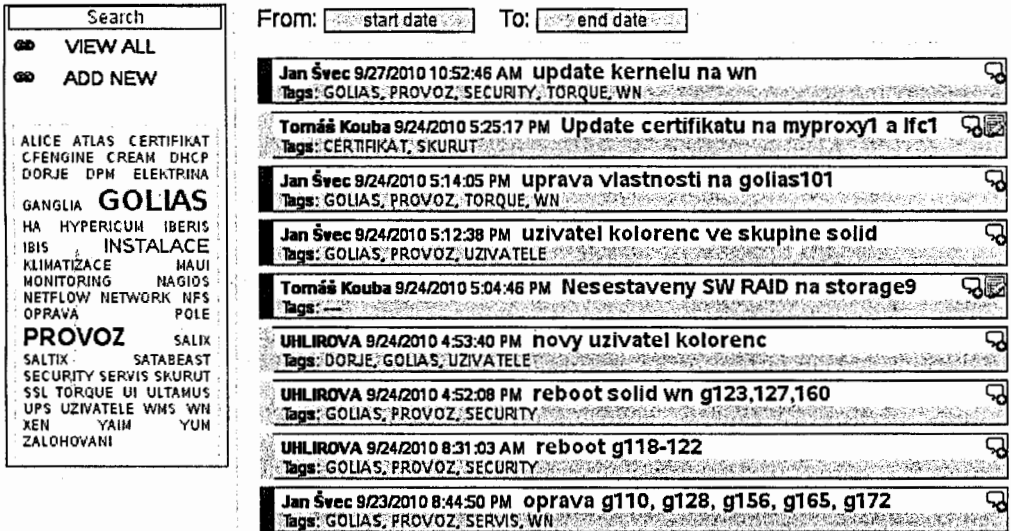 Search
VIEW ALL
ADD NEW
ALICE ATLAS CERTIFIKAT
CFENGINE CREAM DHCP
DORJE DPM ELEKTRINA
GANGLIA GOLIAS
HA HYPERICUM IBERIS
IBIS INSTALACE
KLIMATIZACE MAUI
MONITORING NAGIOS
NETFLOW NETWORK NFS
OPRAVA POLE
PROVOZ SALIX
SALTIX SATABEAST
SECURITY SERVIS SKURUT
SSL TORQUE UI ULTAMUS
UPS UZIVATELE WMS WN
XEN YAIM YUM
ZALOHOVANI
From: start date To: end date
Jan Švec 9/27/2010 10:52:46 AM update kernelu na wn
Tags: GOLIAS, PROVOZ, SECURITY, TORQUE, WN
Tomáš Kouba 9/24/2010 5:25:17 PM Update certifikatu na myproxy1 a lfc1
Tags: CERTIFIKAT, SKURUT
Jan Švec 9/24/2010 5:14:05 PM uprava vlastnosti na golias101
Tags: GOLIAS, PROVOZ, TORQUE, WN
Jan Švec 9/24/2010 5:12:38 PM uzivatel kolorenc ve skupine solid
Tags: GOLIAS, PROVOZ, UZIVATELE
Tomáš Kouba 9/24/2010 5:04:46 PM Nesestaveny SW RAID na storage9
Tags: ---
UHLIROVA 9/24/2010 4:53:40 PM novy uzivatel kolorenc
Tags: DORJE, GOLIAS, UZIVATELE
UHLIROVA 9/24/2010 4:52:08 PM reboot solid wn g123,127,160
Tags: GOLIAS, PROVOZ, SECURITY
UHLIROVA 9/24/2010 8:31:03 AM reboot g118-122
Tags: GOLIAS, PROVOZ, SECURITY
Jan Švec 9/23/2010 8:44:50 PM oprava g110, g128, g156, g165, g172
Tags: GOLIAS, PROVOZ, SERVIS, WN